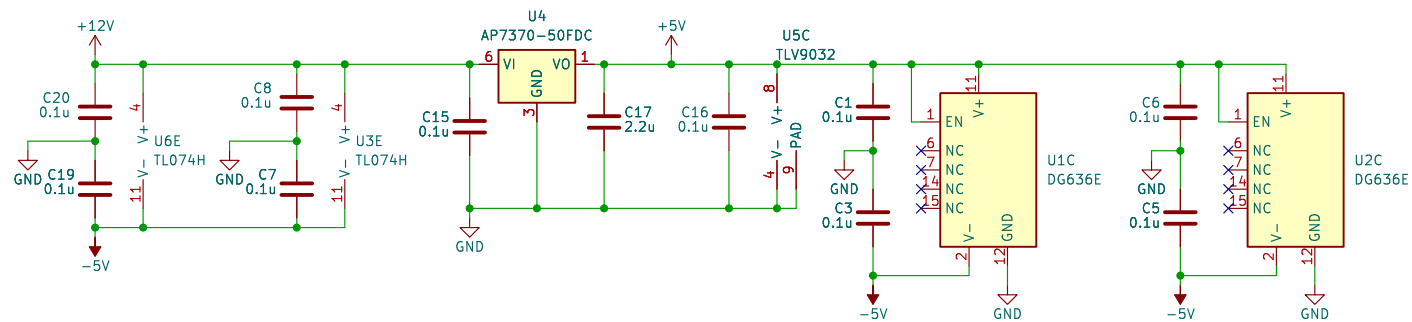 +12V
C20
0.1u
4
V+
U6E
TL074H
V-
11
GND
C19
0.1u
-5V
C8
0.1u
4
V+
U3E
TL074H
V-
11
GND
C7
0.1u
U4
AP7370-50FDC
6
VI
VO
1
GND
3
C15
0.1u
GND
C17
2.2u
+5V
C16
0.1u
U5C
TLV9032
8
V+
V-
4
PAD
9
C1
0.1u
GND
C3
0.1u
-5V
11
V+
1
EN
6
NC
7
NC
14
NC
15
NC
V-
2
GND
12
GND
U1C
DG636E
C6
0.1u
GND
C5
0.1u
-5V
11
V+
1
EN
6
NC
7
NC
14
NC
15
NC
V-
2
GND
12
GND
U2C
DG636E